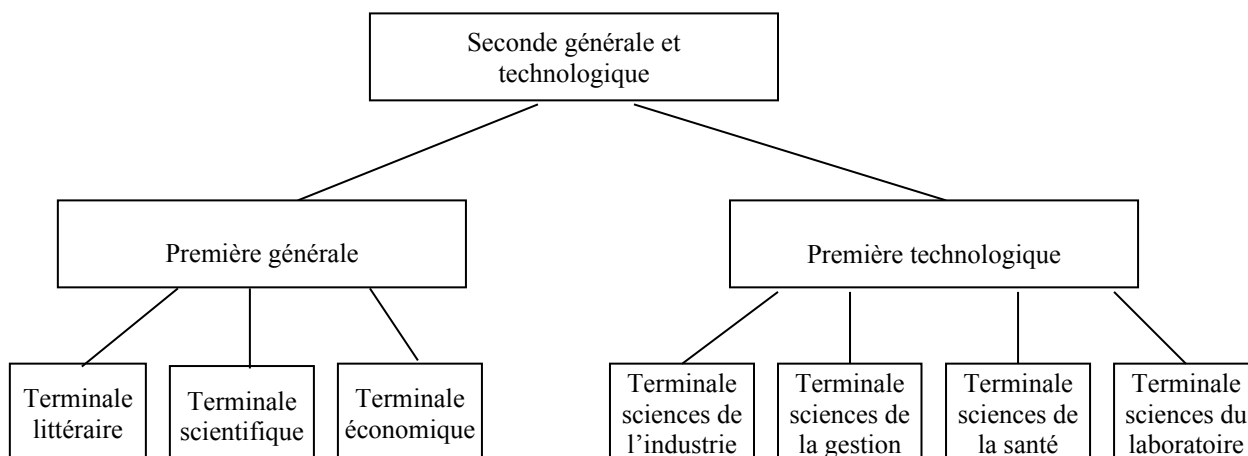 Seconde générale et
technologique
Première générale
Première technologique
Terminale
littéraire
Terminale
scientifique
Terminale
économique
Terminale
sciences de
l’industrie
Terminale
sciences de
la gestion
Terminale
sciences de
la santé
Terminale
sciences du
laboratoire